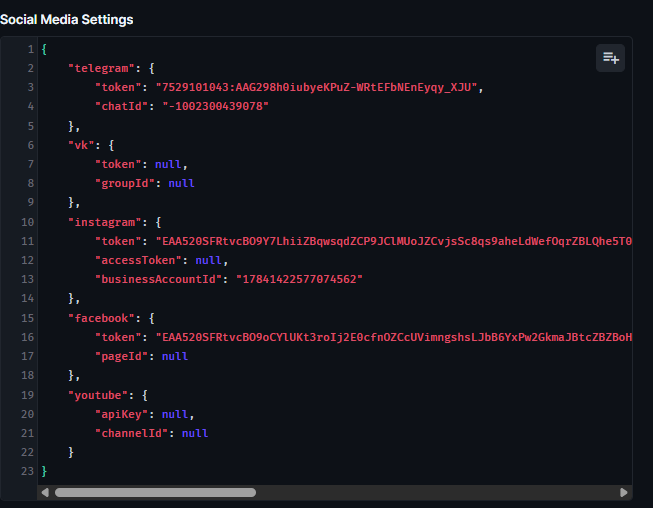 Social Media Settings
1 {
2 "telegram": {
3 "token": "7529101043:AAG298h0iubyeKPuZ-WRtEFbNEnEyqy_XJU",
4 "chatId": "-1002300439078"
5 },
6 "vk": {
7 "token": null,
8 "groupId": null
9 },
10 "instagram": {
11 "token": "EAA520SFRtvcBO9Y7LhiiZBqwsqdZCP9JClMUoJZCvjsSc8qs9aheLdWefOqrZBLQhe5T0
12 "accessToken": null,
13 "businessAccountId": "17841422577074562"
14 },
15 "facebook": {
16 "token": "EAA520SFRtvcBO9oCYlUKt3roIj2E0cfnOZCcUVimngshsLJbB6YxPw2GkmaJBtcZBZBoH
17 "pageId": null
18 },
19 "youtube": {
20 "apiKey": null,
21 "channelId": null
22 }
23 }